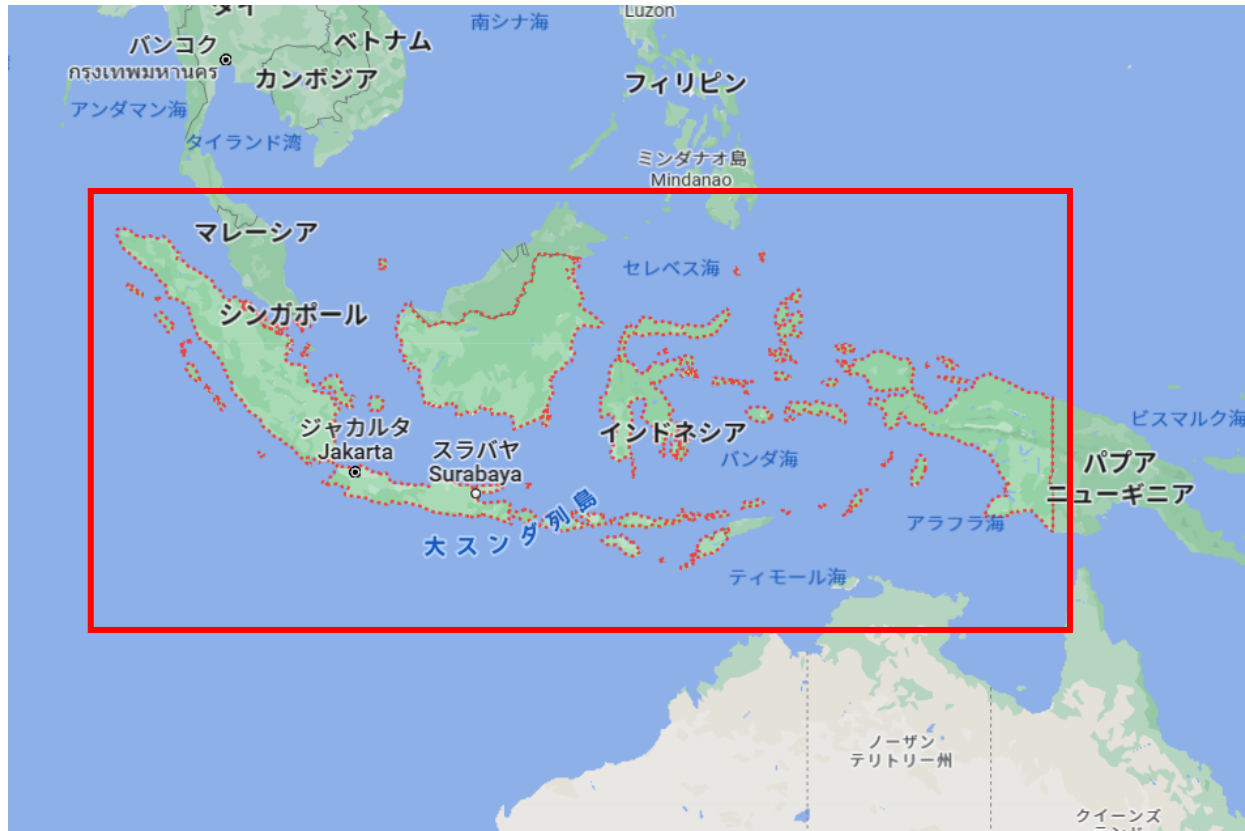 タイ
Luzon
南シナ海
バンコク
กรุงเทพมหานคร
ベトナム
カンボジア
フィリピン
アンダマン海
タイランド湾
ミンダナオ島
Mindanao
マレーシア
セレベス海
シンガポール
ジャカルタ
Jakarta
スラバヤ
Surabaya
インドネシア
バンダ海
ビスマルク海
パプア
ニューギニア
大スンダ列島
アラフラ海
ティモール海
ノーザン
テリトリー州
クイーンズ